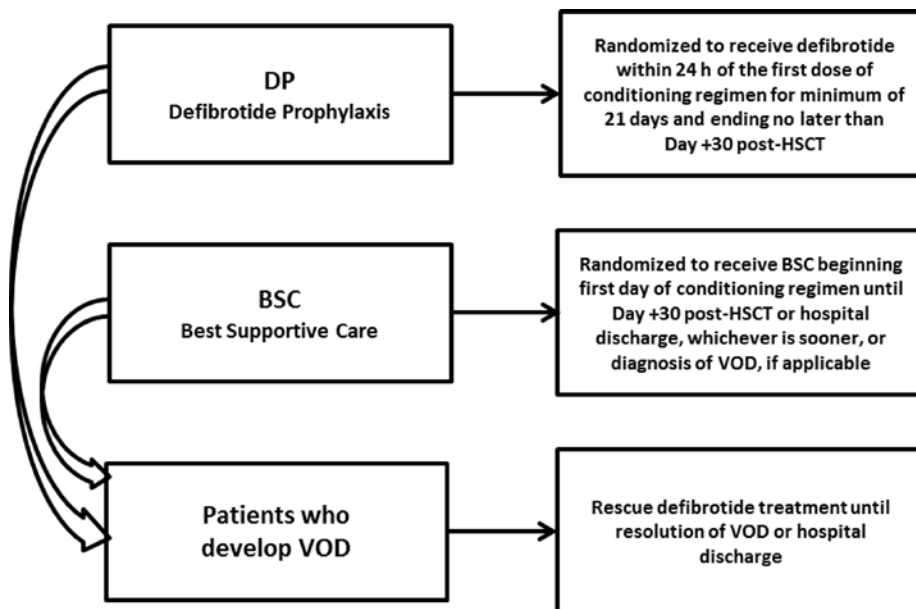 DP
Defibrotide Prophylaxis
Randomized to receive defibrotide
within 24 h of the first dose of
conditioning regimen for minimum of
21 days and ending no later than
Day +30 post-HSCT
BSC
Best Supportive Care
Randomized to receive BSC beginning
first day of conditioning regimen until
Day +30 post-HSCT or hospital
discharge, whichever is sooner, or
diagnosis of VOD, if applicable
Patients who
develop VOD
Rescue defibrotide treatment until
resolution of VOD or hospital
discharge